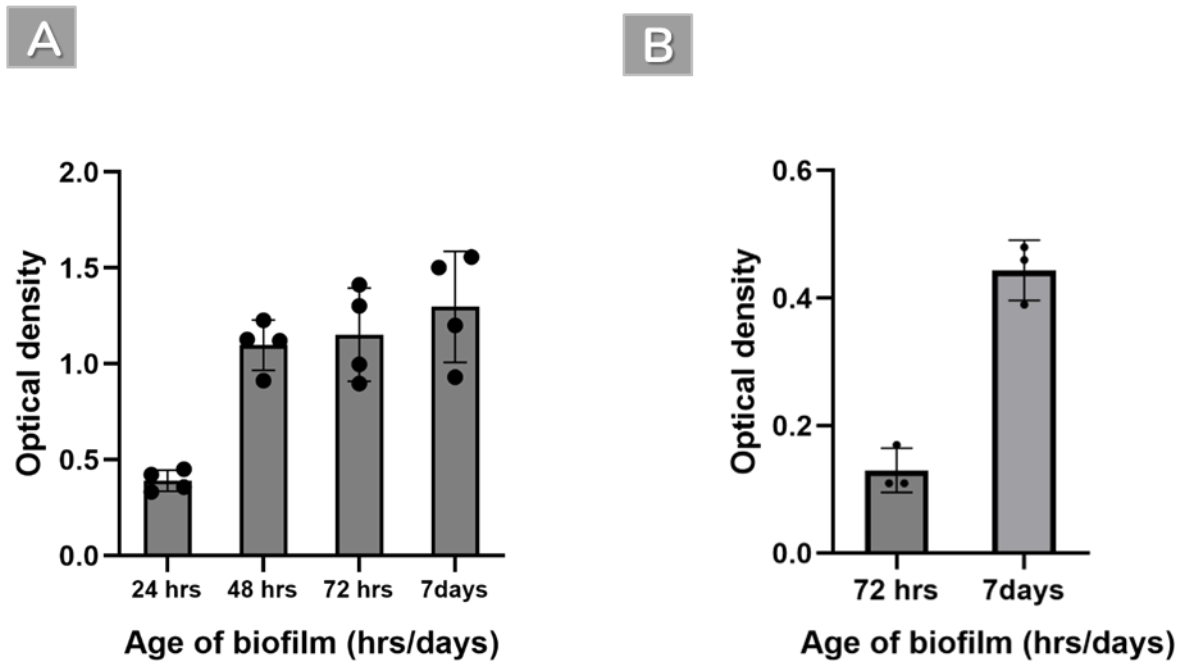 A
B
2.0
1.5
1.0
0.5
0.0
Optical density
24 hrs 48 hrs 72 hrs 7days
Age of biofilm (hrs/days)
0.6
0.4
0.2
0.0
Optical density
72 hrs 7days
Age of biofilm (hrs/days)